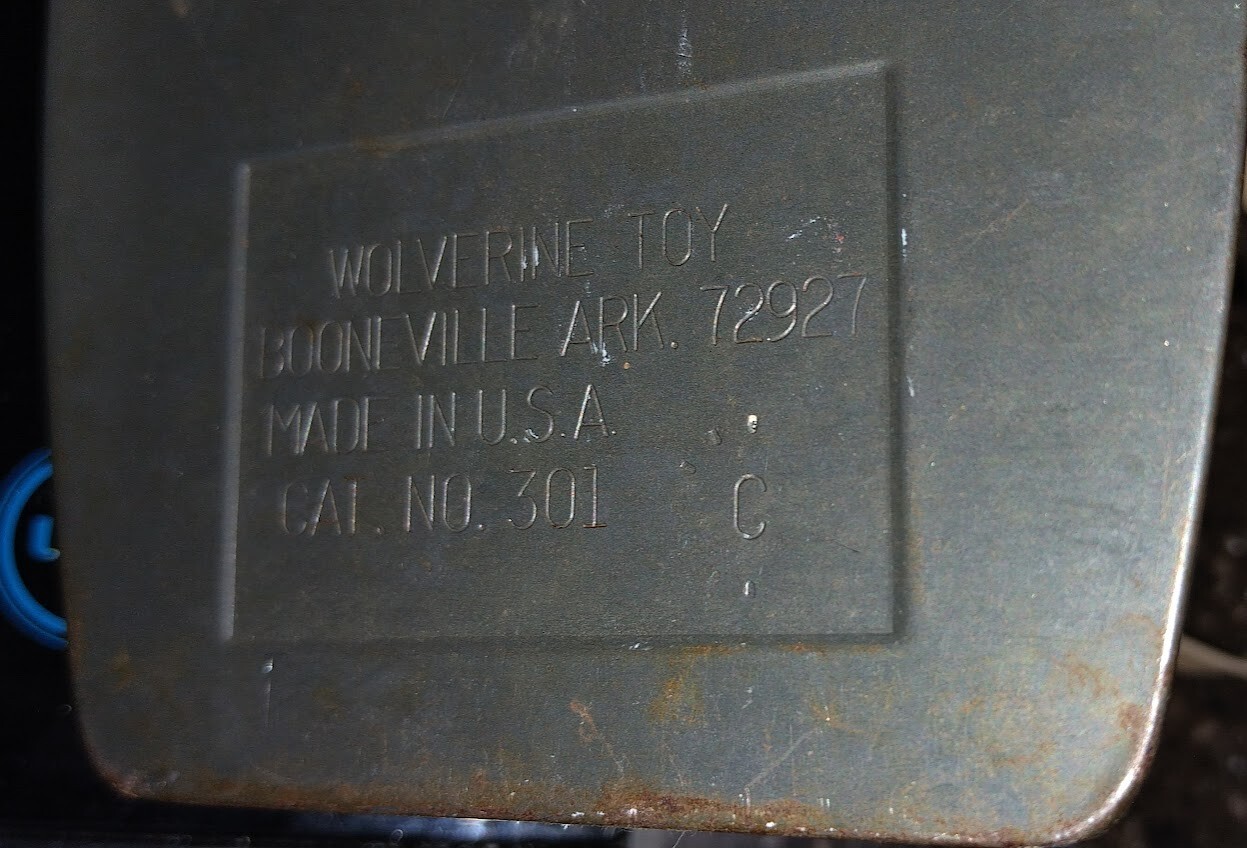 WOLVERINE TOY
BOONEVILLE ARK. 72927
MADE IN U.S.A.
CAT. NO. 301 C